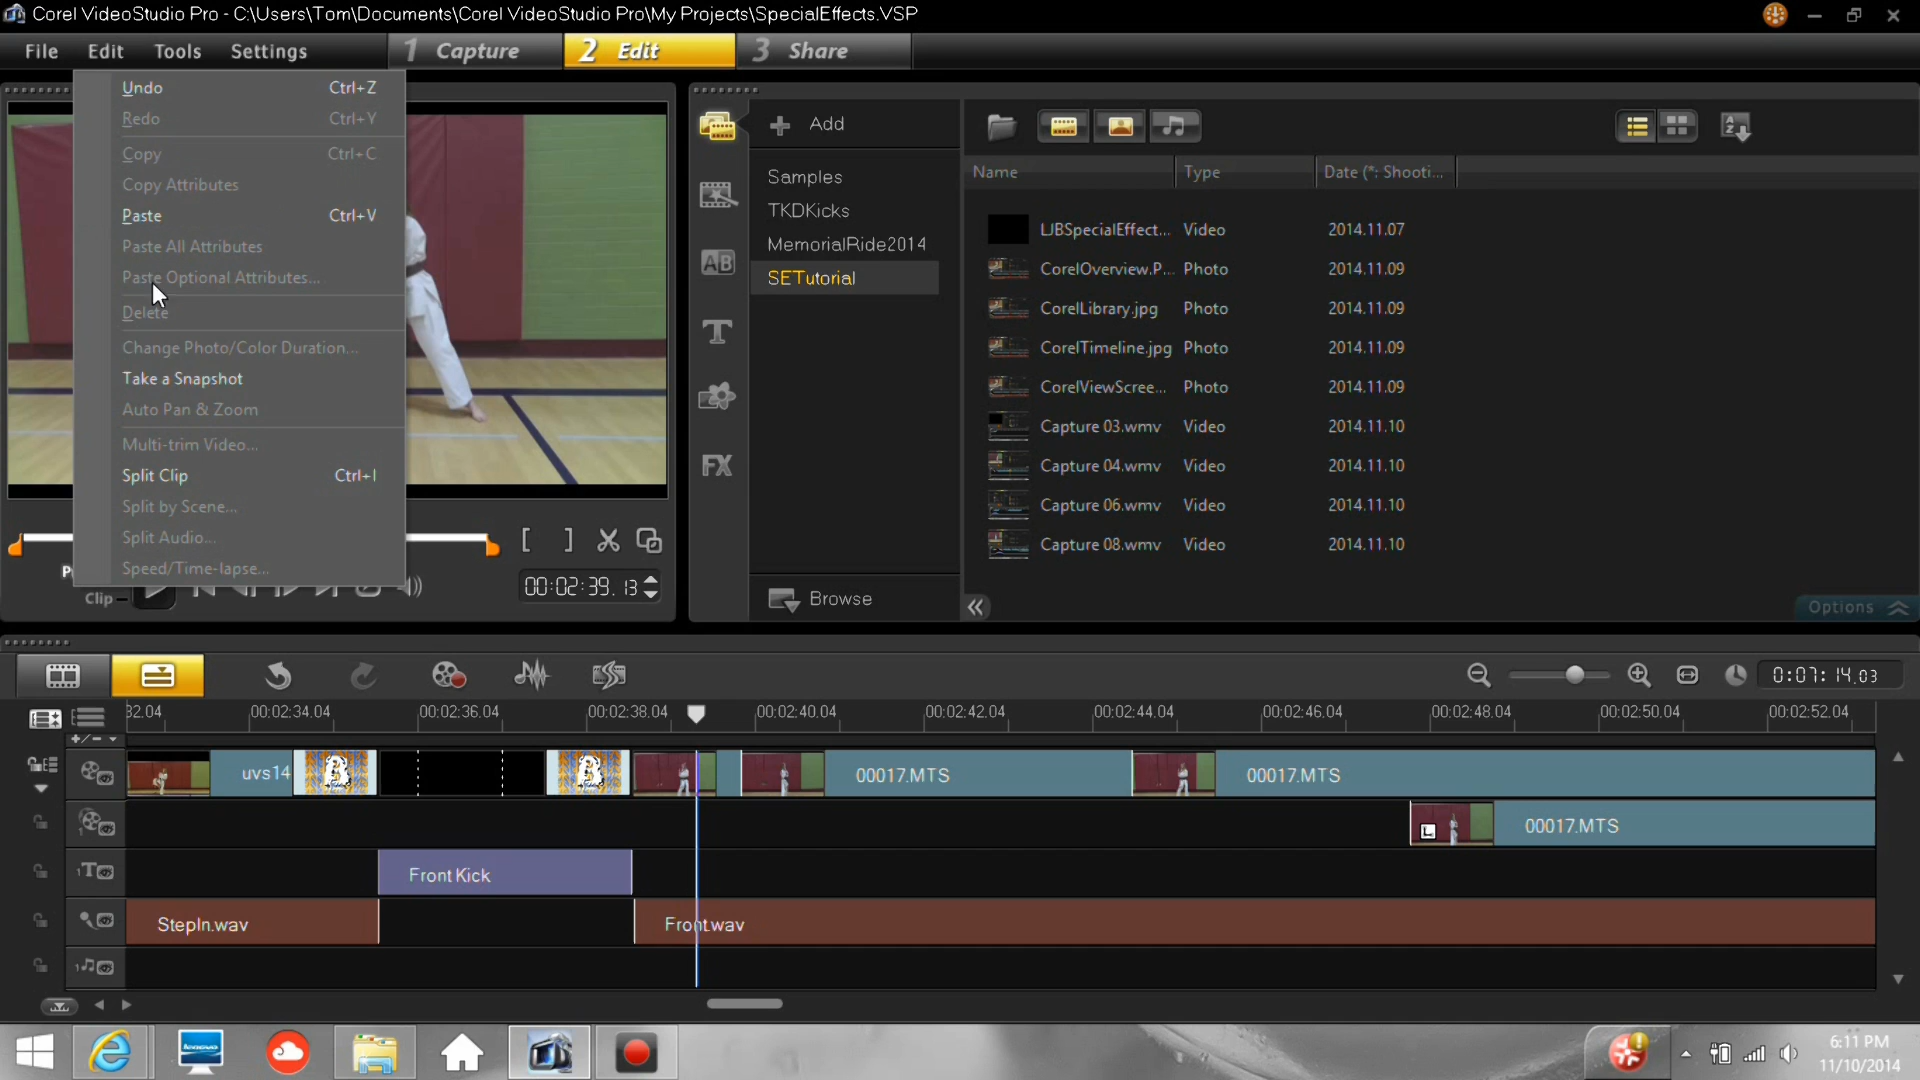 Corel VideoStudio Pro - C:\Users\Tom\Documents\Corel VideoStudio Pro\My Projects\SpecialEffects.VSP
File Edit Tools Settings 1 Capture 2 Edit 3 Share
Undo Ctrl+Z
Redo Ctrl+Y
Copy Ctrl+C
Copy Attributes
Paste Ctrl+V
Paste All Attributes
Paste Optional Attributes...
Delete
Change Photo/Color Duration...
Take a Snapshot
Auto Pan & Zoom
Multi-trim Video...
Split Clip Ctrl+I
Split by Scene...
Split Audio...
Speed/Time-lapse...
Clip
00:02:39.13
Add
Samples
TKDKicks
MemorialRide2014
SETutorial
Browse
AB
T
FX
Name Type Date (*: Shooti...
LJBSpecialEffect... Video 2014.11.07
CorelOverview.P... Photo 2014.11.09
CorelLibrary.jpg Photo 2014.11.09
CorelTimeline.jpg Photo 2014.11.09
CorelViewScree... Photo 2014.11.09
Capture 03.wmv Video 2014.11.10
Capture 04.wmv Video 2014.11.10
Capture 06.wmv Video 2014.11.10
Capture 08.wmv Video 2014.11.10
Options
0:07:14.03
32.04 00:02:34.04 00:02:36.04 00:02:38.04 00:02:40.04 00:02:42.04 00:02:44.04 00:02:46.04 00:02:48.04 00:02:50.04 00:02:52.04
uvs14 00017.MTS 00017.MTS
00017.MTS
Front Kick
StepIn.wav Front.wav
lenovo
6:11 PM
11/10/2014